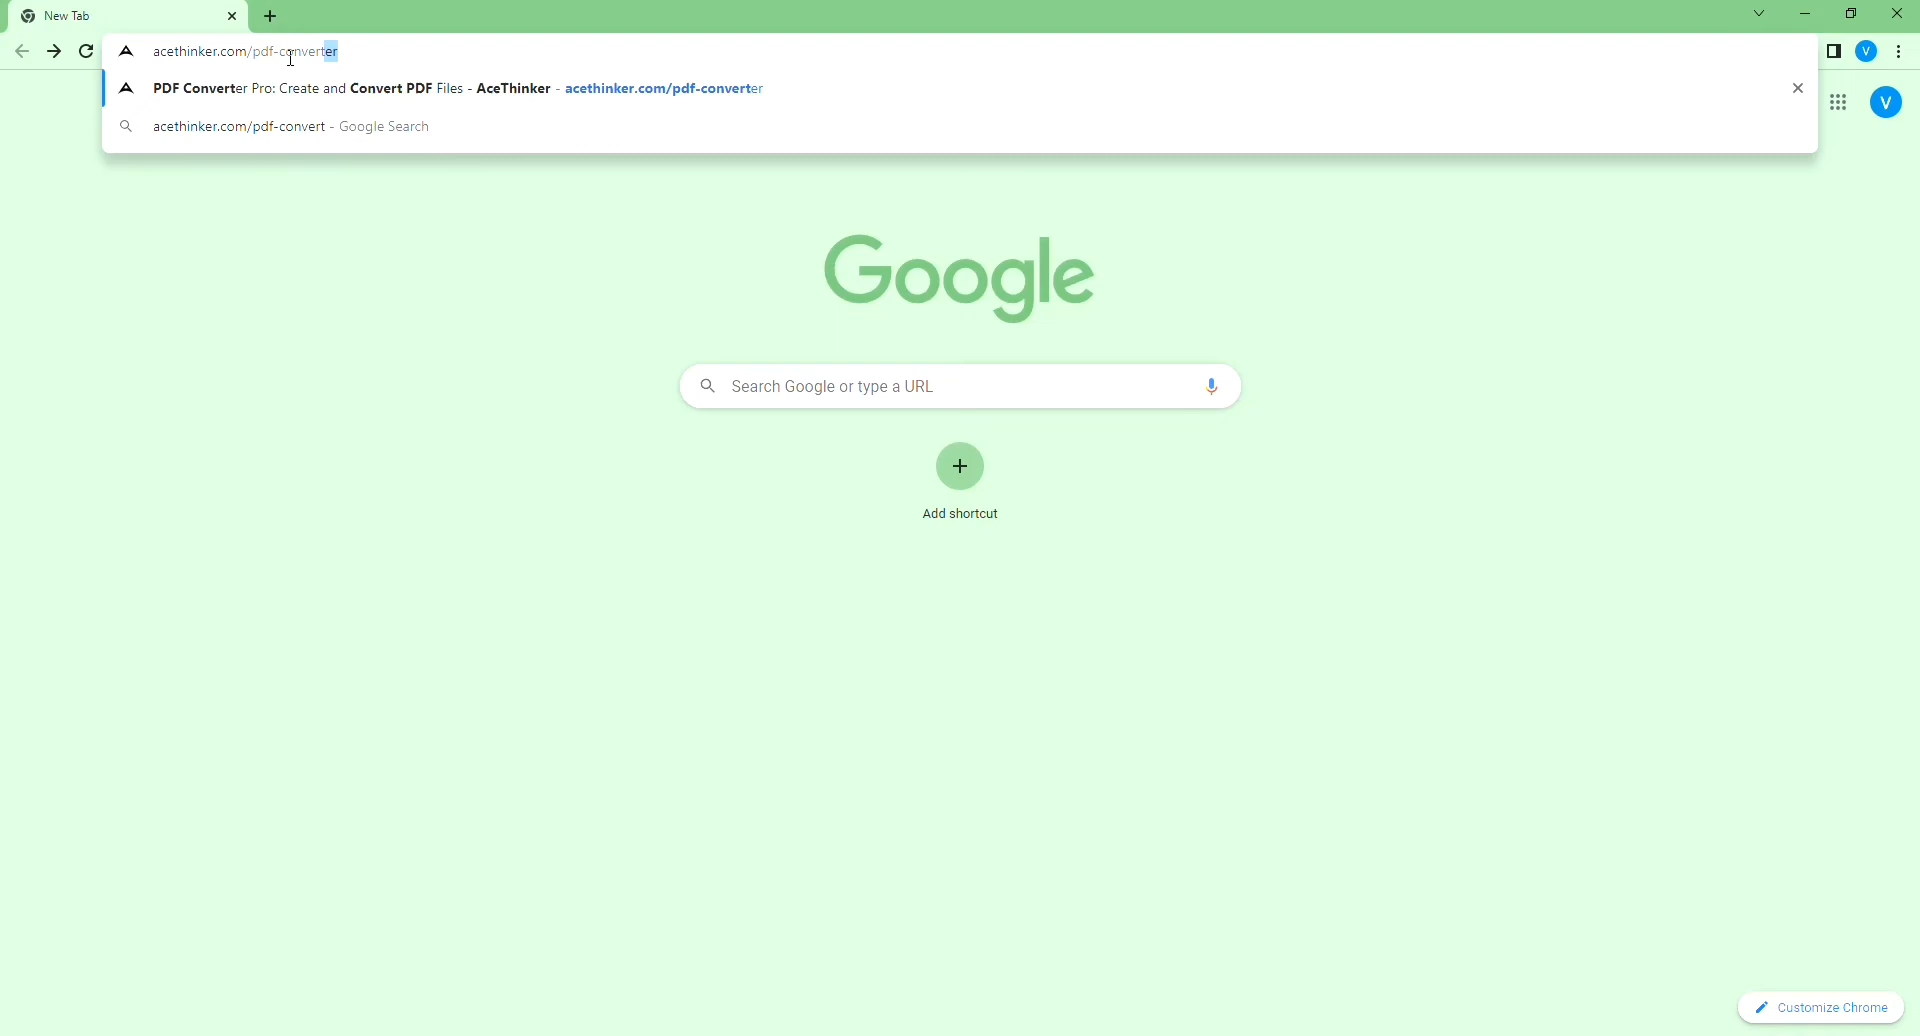 New Tab
acethinker.com/pdf-converter
PDF Converter Pro: Create and Convert PDF Files - AceThinker - acethinker.com/pdf-converter
acethinker.com/pdf-convert - Google Search
V
V
Google
Search Google or type a URL
Add shortcut
Customize Chrome